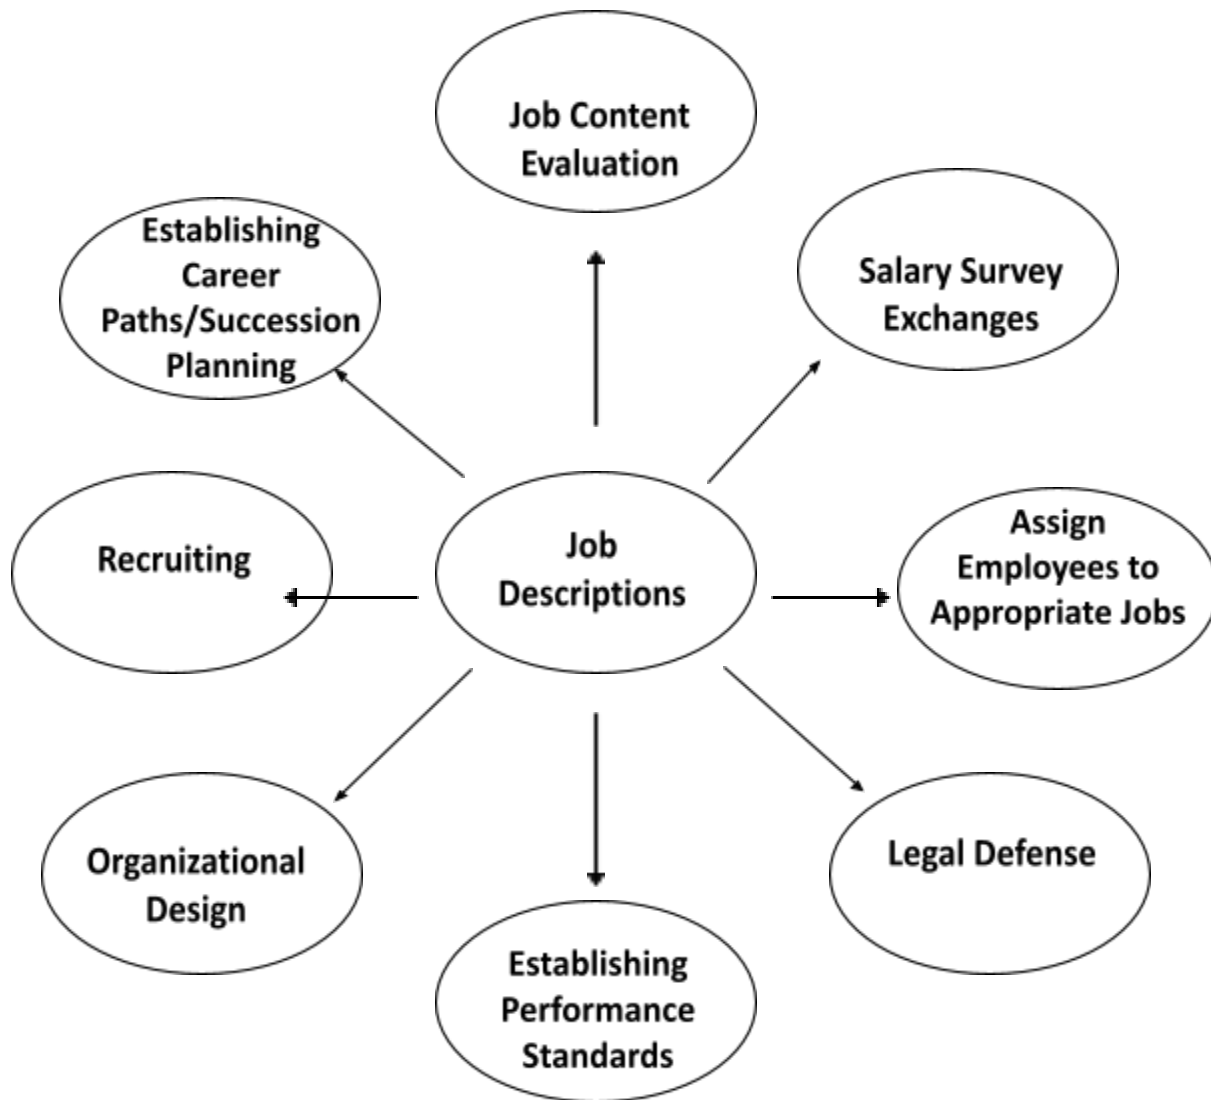 Job Content
Evaluation
Establishing
Career
Paths/Succession
Planning
Salary Survey
Exchanges
Recruiting
Job
Descriptions
Assign
Employees to
Appropriate Jobs
Organizational
Design
Legal Defense
Establishing
Performance
Standards